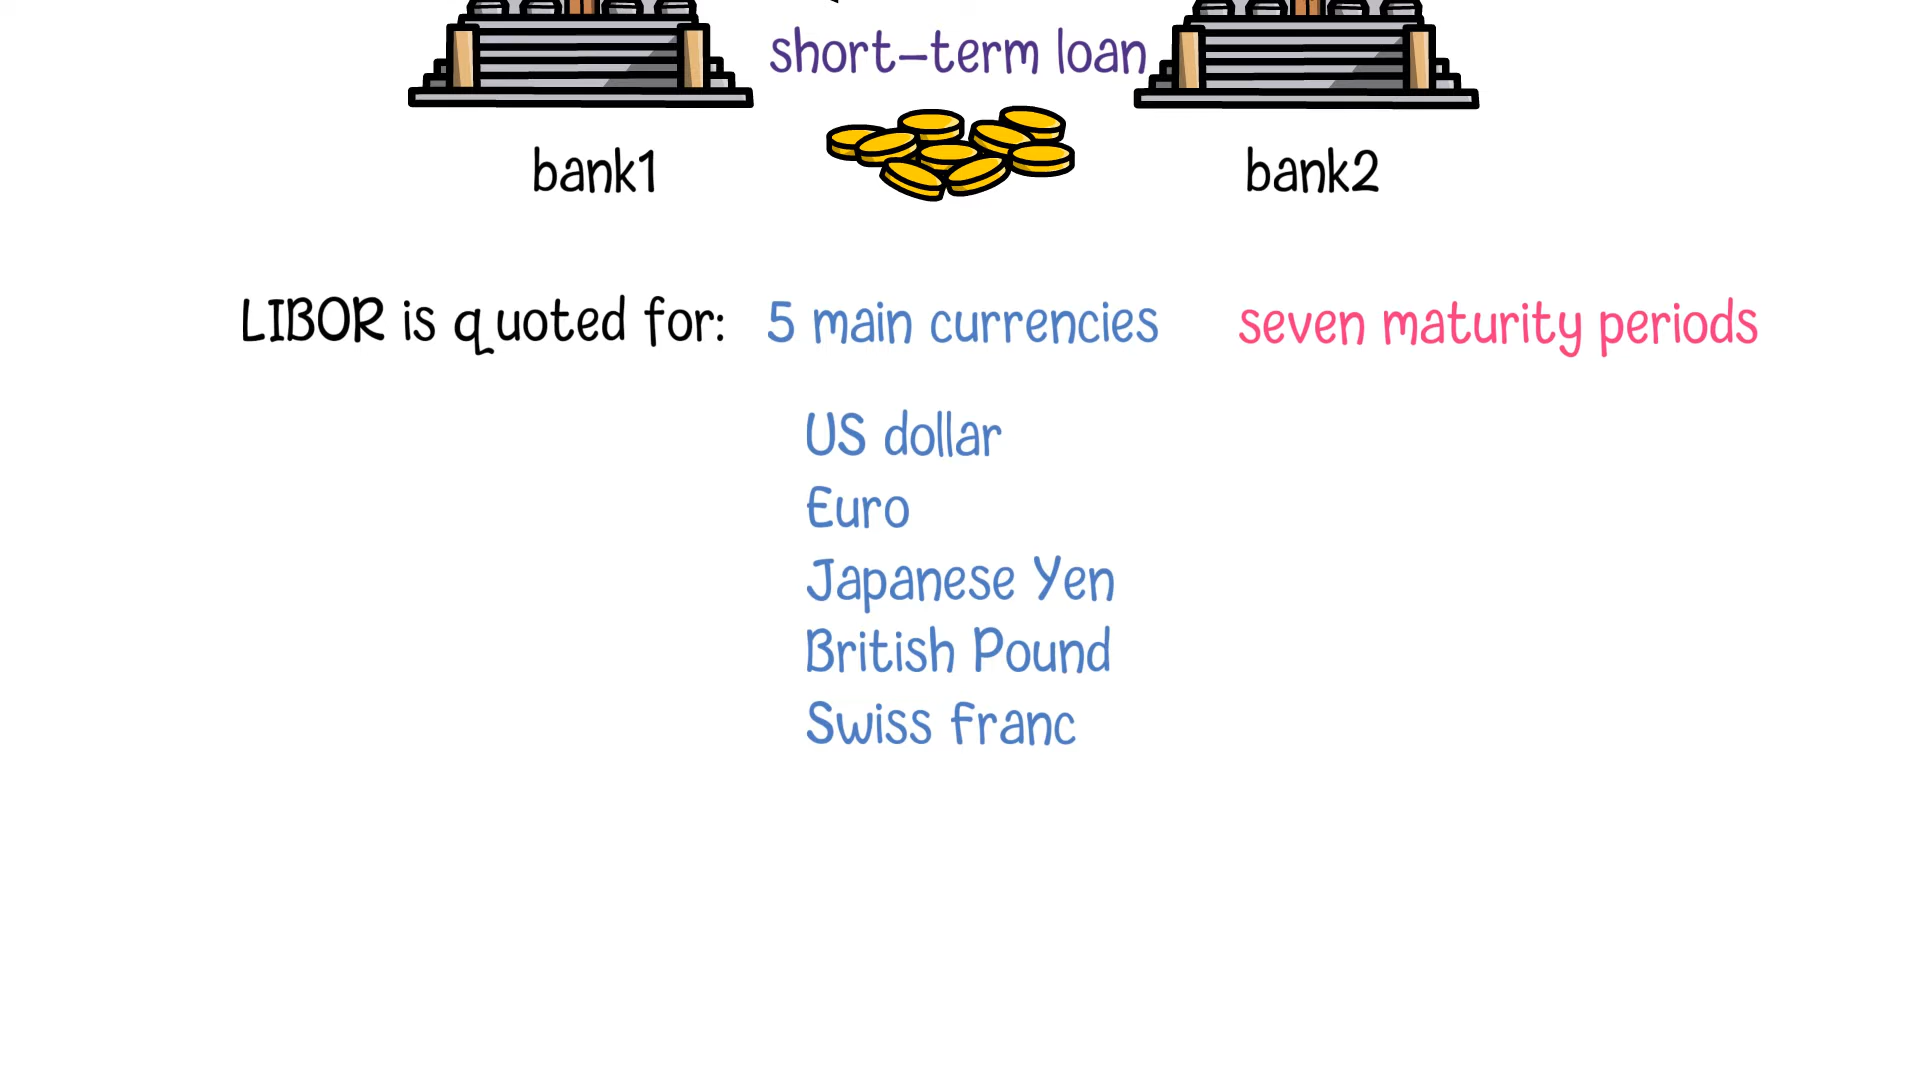 short-term loan
bank1
bank2
LIBOR is quoted for: 5 main currencies seven maturity periods
US dollar
Euro
Japanese Yen
British Pound
Swiss franc